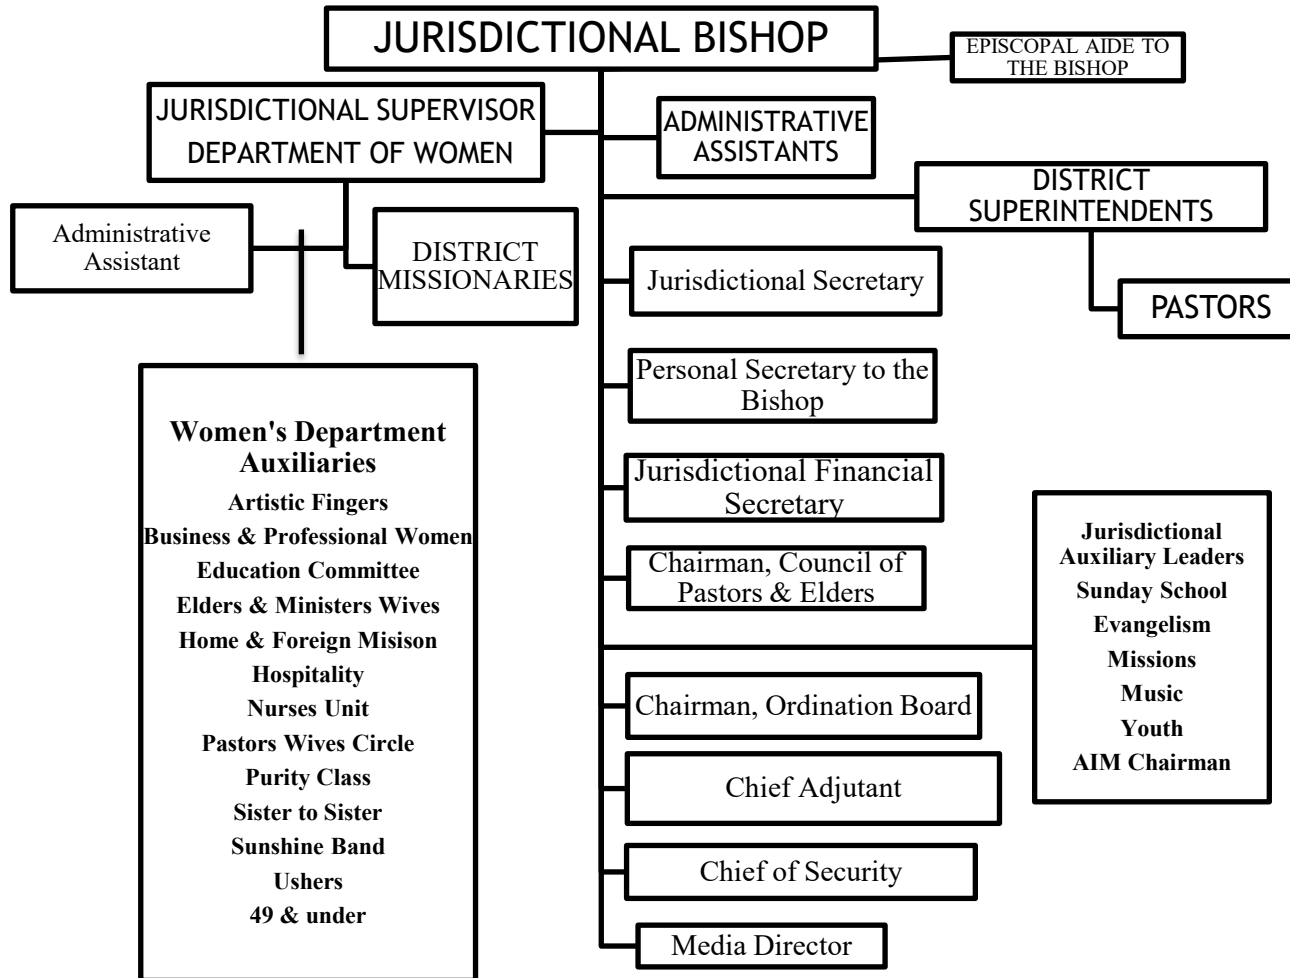 JURISDICTIONAL BISHOP
EPISCOPAL AIDE TO
THE BISHOP
JURISDICTIONAL SUPERVISOR
DEPARTMENT OF WOMEN
ADMINISTRATIVE
ASSISTANTS
DISTRICT
SUPERINTENDENTS
Administrative
Assistant
DISTRICT
MISSIONARIES
Jurisdictional Secretary
PASTORS
Personal Secretary to the
Bishop
Women's Department
Auxiliaries
Artistic Fingers
Business & Professional Women
Education Committee
Elders & Ministers Wives
Home & Foreign Misison
Hospitality
Nurses Unit
Pastors Wives Circle
Purity Class
Sister to Sister
Sunshine Band
Ushers
49 & under
Jurisdictional Financial
Secretary
Chairman, Council of
Pastors & Elders
Jurisdictional
Auxiliary Leaders
Sunday School
Evangelism
Missions
Music
Youth
AIM Chairman
Chairman, Ordination Board
Chief Adjutant
Chief of Security
Media Director